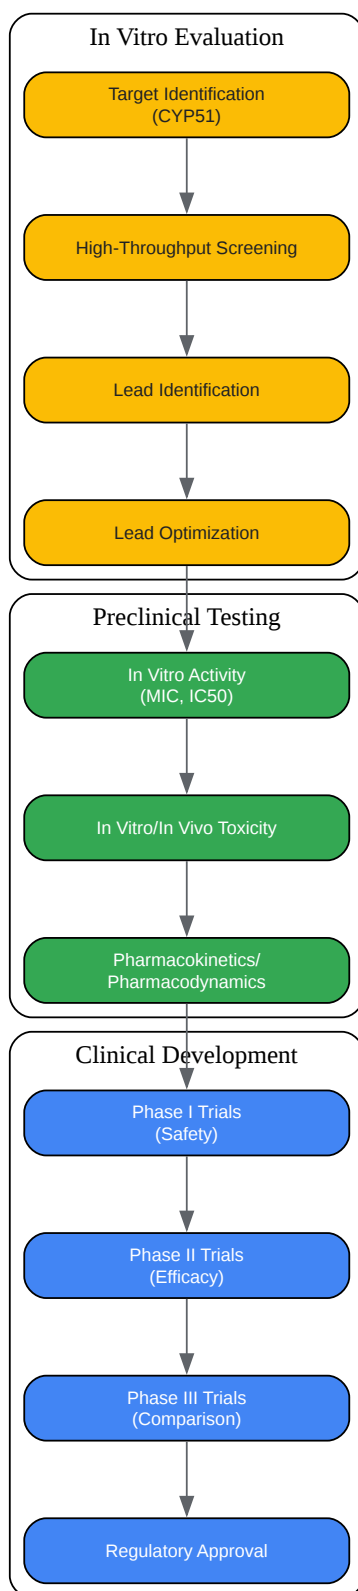 In Vitro Evaluation
Target Identification
(CYP51)
High-Throughput Screening
Lead Identification
Lead Optimization
Preclinical Testing
In Vitro Activity
(MIC, IC50)
In Vitro/In Vivo Toxicity
Pharmacokinetics/
Pharmacodynamics
Clinical Development
Phase I Trials
(Safety)
Phase II Trials
(Efficacy)
Phase III Trials
(Comparison)
Regulatory Approval